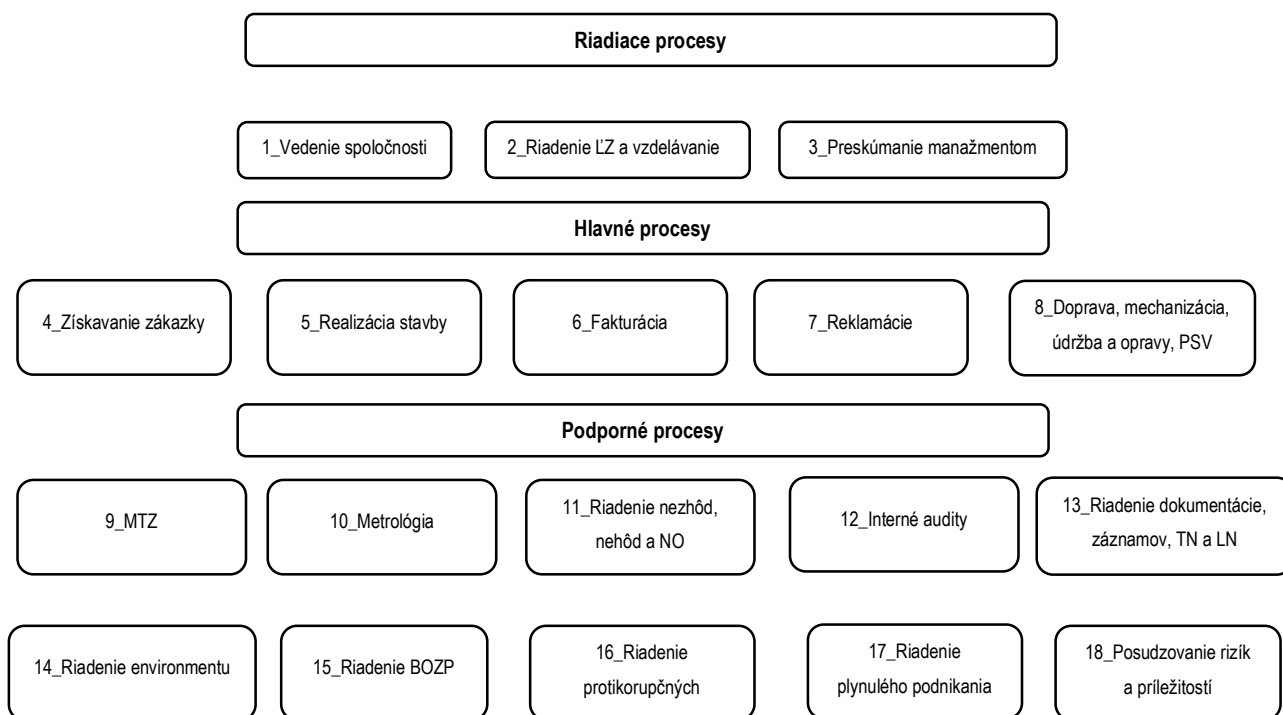 Riadiace procesy
1_Vedenie spoločnosti
2_Riadenie ĽZ a vzdelávanie
3_Preskúmanie manažmentom
Hlavné procesy
4_Získavanie zákazky
5_Realizácia stavby
6_Fakturácia
7_Reklamácie
8_Doprava, mechanizácia,
údržba a opravy, PSV
Podporné procesy
9_MTZ
10_Metrológia
11_Riadenie nezhôd,
nehôd a NO
12_Interné audity
13_Riadenie dokumentácie,
záznamov, TN a LN
14_Riadenie environmentu
15_Riadenie BOZP
16_Riadenie
protikorupčných
17_Riadenie
plynulého podnikania
18_Posudzovanie rizík
a príležitostí